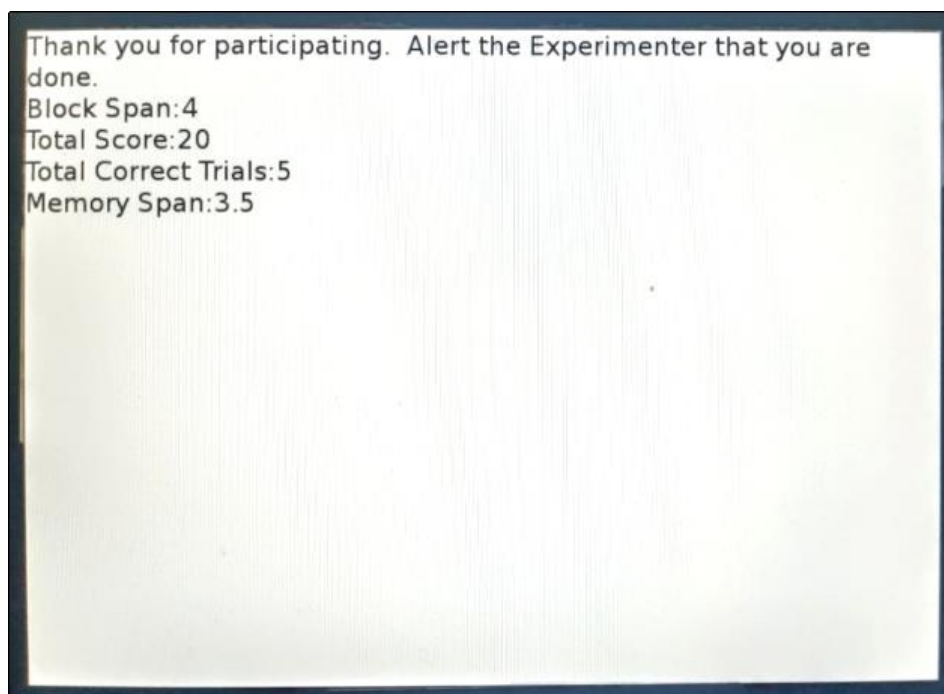 Thank you for participating.  Alert the Experimenter that you are
done.
Block Span:4
Total Score:20
Total Correct Trials:5
Memory Span:3.5